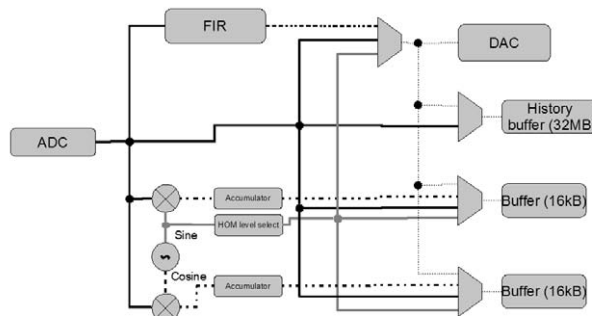 FIR
DAC
History
buffer (32MB
ADC
Accumulator
Buffer (16kB)
HOM level select
Sine
Cosine
Accumulator
Buffer (16kB)